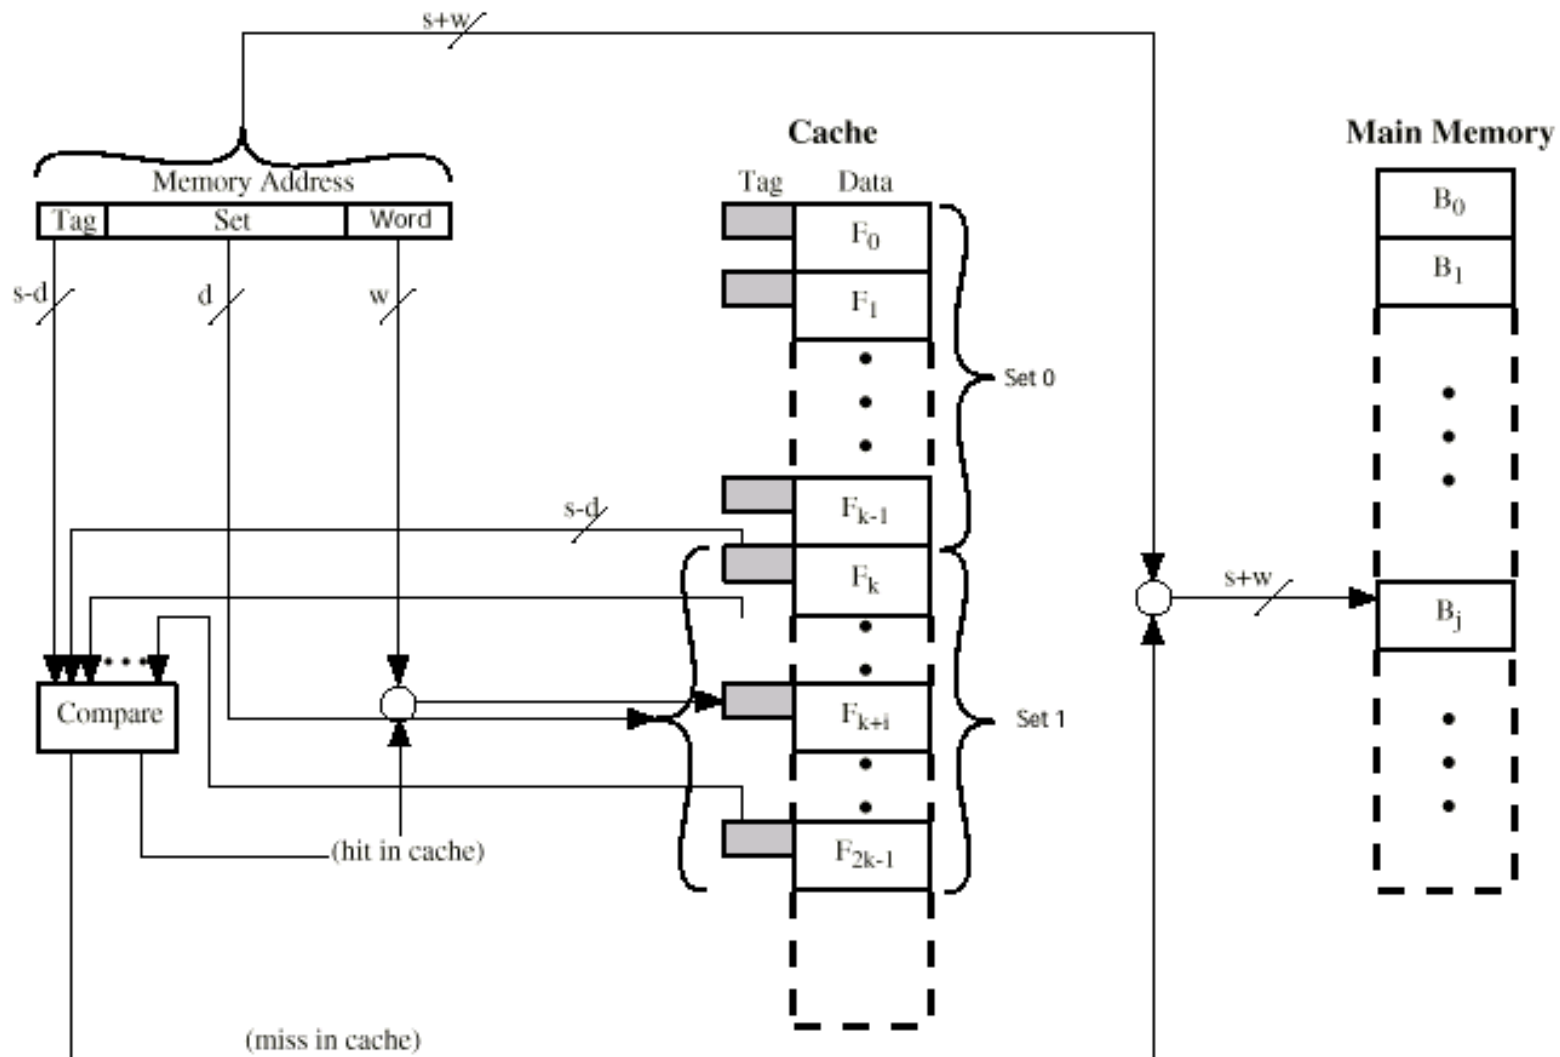 s+w
Cache
Main Memory
Memory Address
Tag Data
Tag Set Word
B0
F0
B1
s-d d w
F1
Set 0
Fk-1
s-d
Fk
s+w
Bj
Compare
Fk+i
Set 1
(hit in cache)
F2k-1
(miss in cache)